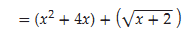 = (x² + 4x) + (√x + 2)